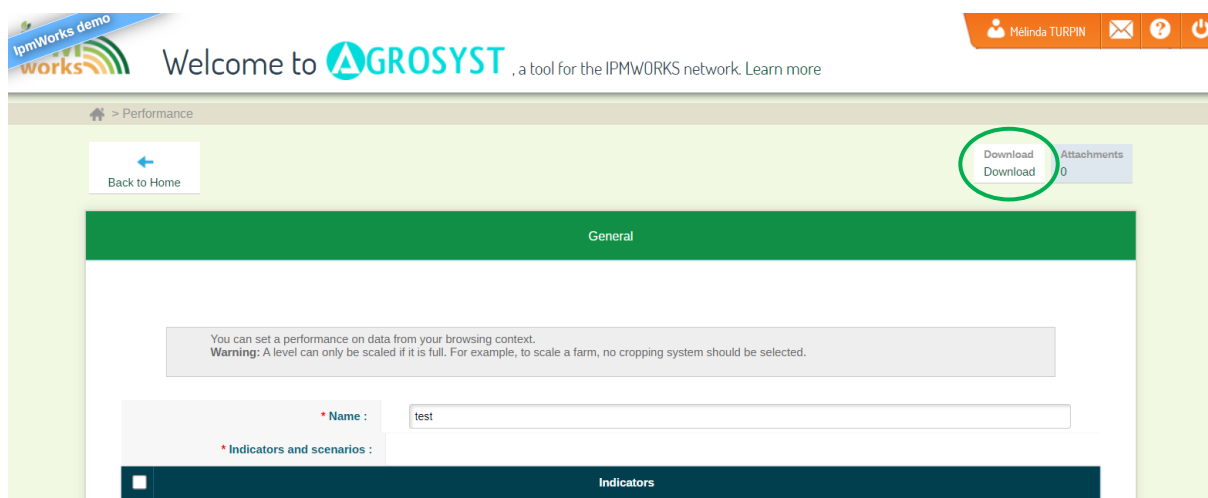 IpmWorks demo
works
Welcome to AGROSYST , a tool for the IPMWORKS network. Learn more
Mélinda TURPIN
?
> Performance
Back to Home
Download
Download
Attachments
0
General
You can set a performance on data from your browsing context.
Warning: A level can only be scaled if it is full. For example, to scale a farm, no cropping system should be selected.
* Name :
test
* Indicators and scenarios :
Indicators